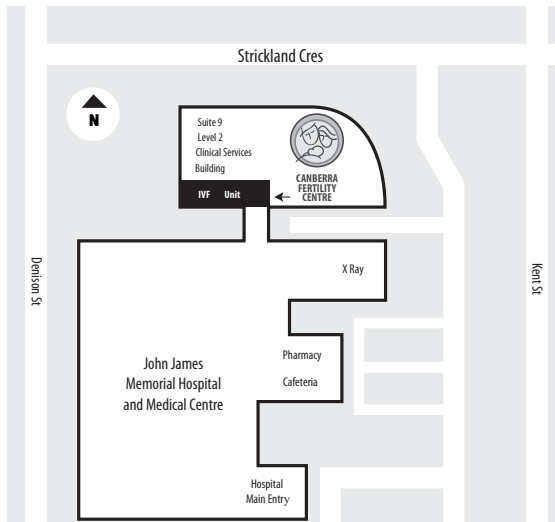 Strickland Cres
N
Suite 9
Level 2
Clinical Services
Building
CANBERRA
FERTILITY
CENTRE
IVF Unit
Denison St
Kent St
X Ray
Pharmacy
Cafeteria
John James
Memorial Hospital
and Medical Centre
Hospital
Main Entry